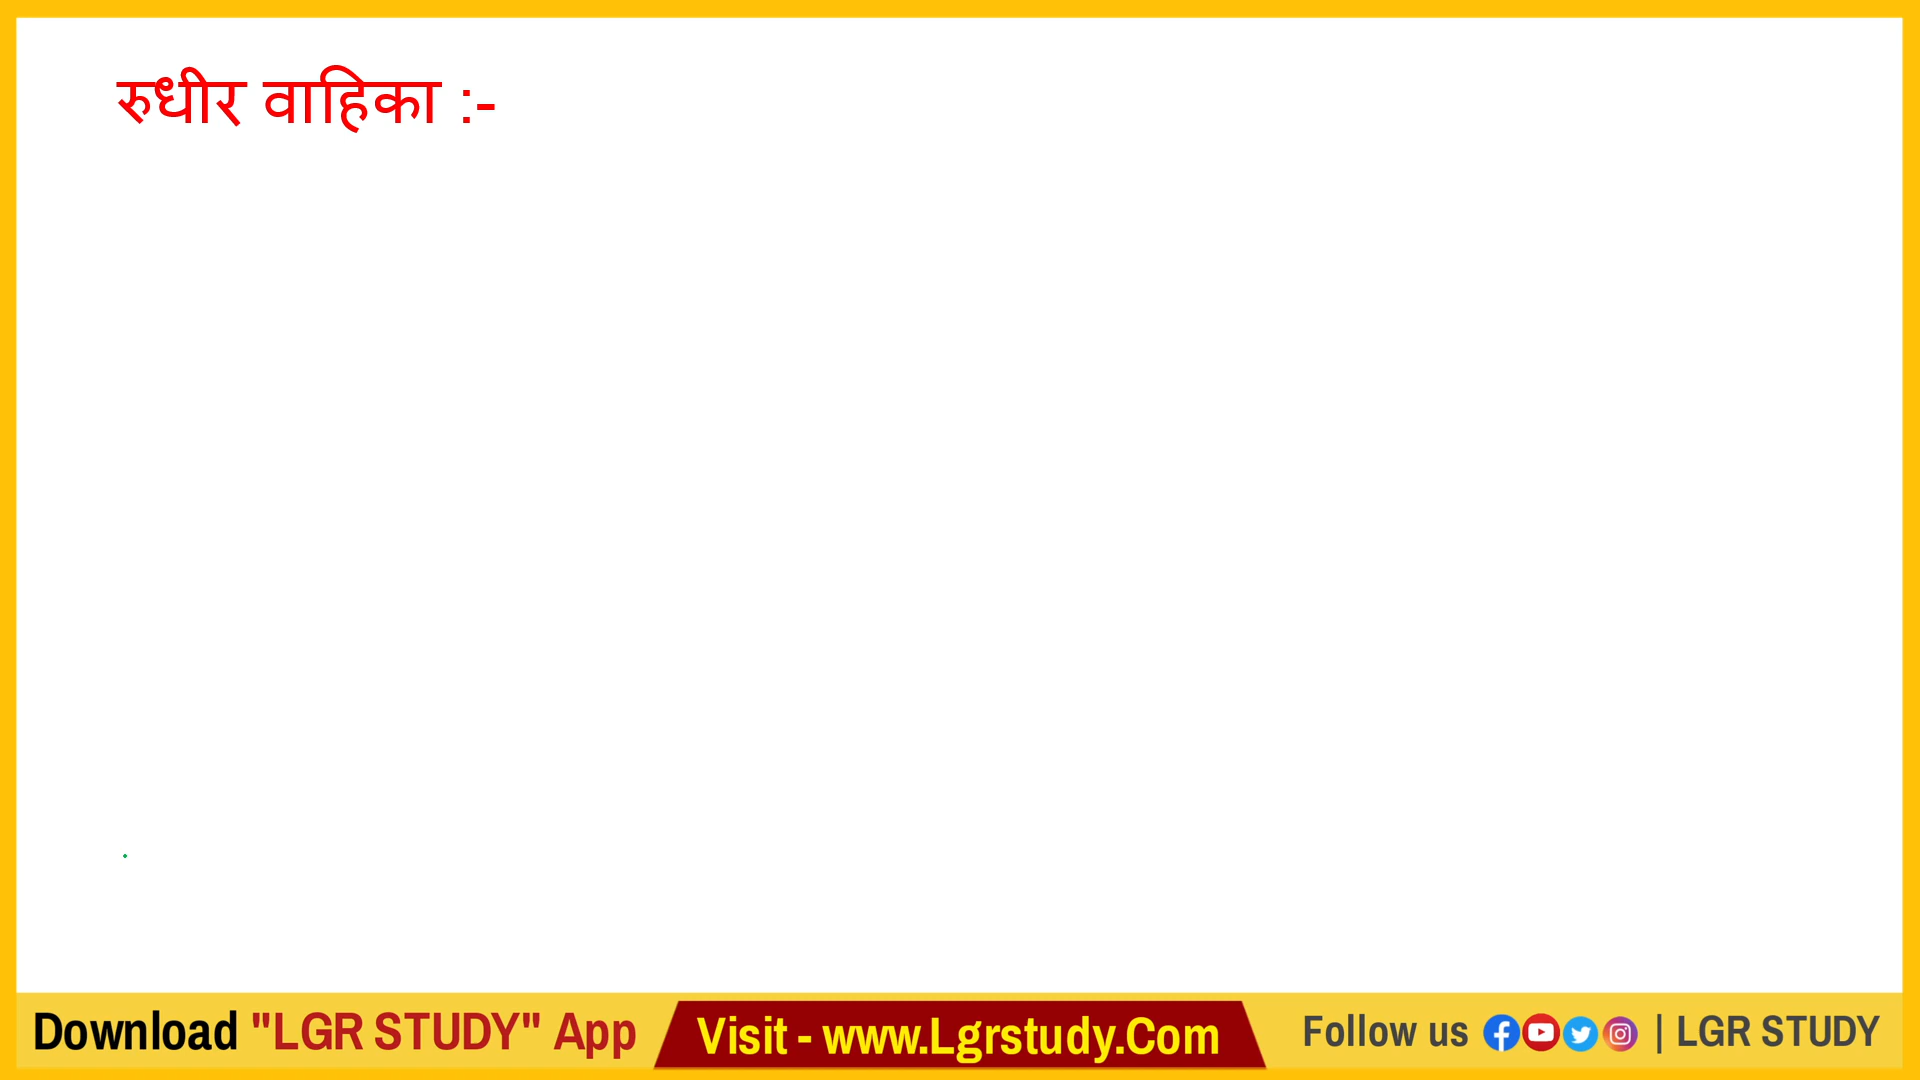 रुधीर वाहिका :-
Download "LGR STUDY" App
Visit - www.Lgrstudy.Com
Follow us | LGR STUDY